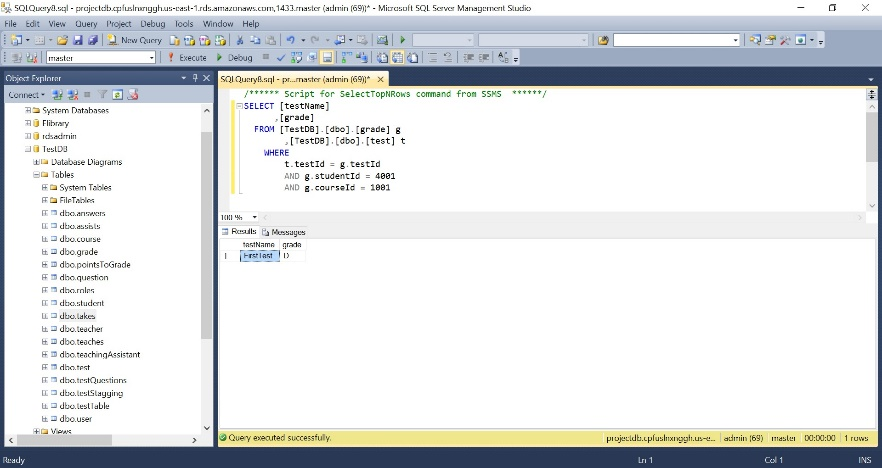 SQLQuery8.sql - projectdb.cpfuslnxnggh.us-east-1.rds.amazonaws.com,1433.master (admin (69))* - Microsoft SQL Server Management Studio
File Edit View Query Project Debug Tools Window Help
New Query
master Execute Debug
Object Explorer
Connect
System Databases
Flibrary
rdsadmin
TestDB
Database Diagrams
Tables
System Tables
FileTables
dbo.answers
dbo.assists
dbo.course
dbo.grade
dbo.pointsToGrade
dbo.question
dbo.roles
dbo.student
dbo.takes
dbo.teacher
dbo.teaches
dbo.teachingAssistant
dbo.test
dbo.testQuestions
dbo.testStagging
dbo.testTable
dbo.user
Views
SQLQuery8.sql - pr...master (admin (69))*
/****** Script for SelectTopNRows command from SSMS ******/
SELECT [testName]
,[grade]
FROM [TestDB].[dbo].[grade] g
,[TestDB].[dbo].[test] t
WHERE
t.testId = g.testId
AND g.studentId = 4001
AND g.courseId = 1001
100 %
Results Messages
testName grade
1 FirstTest D
Query executed successfully. projectdb.cpfuslnxnggh.us-e... admin (69) master 00:00:00 1 rows
Ready Ln 1 Col 1 INS